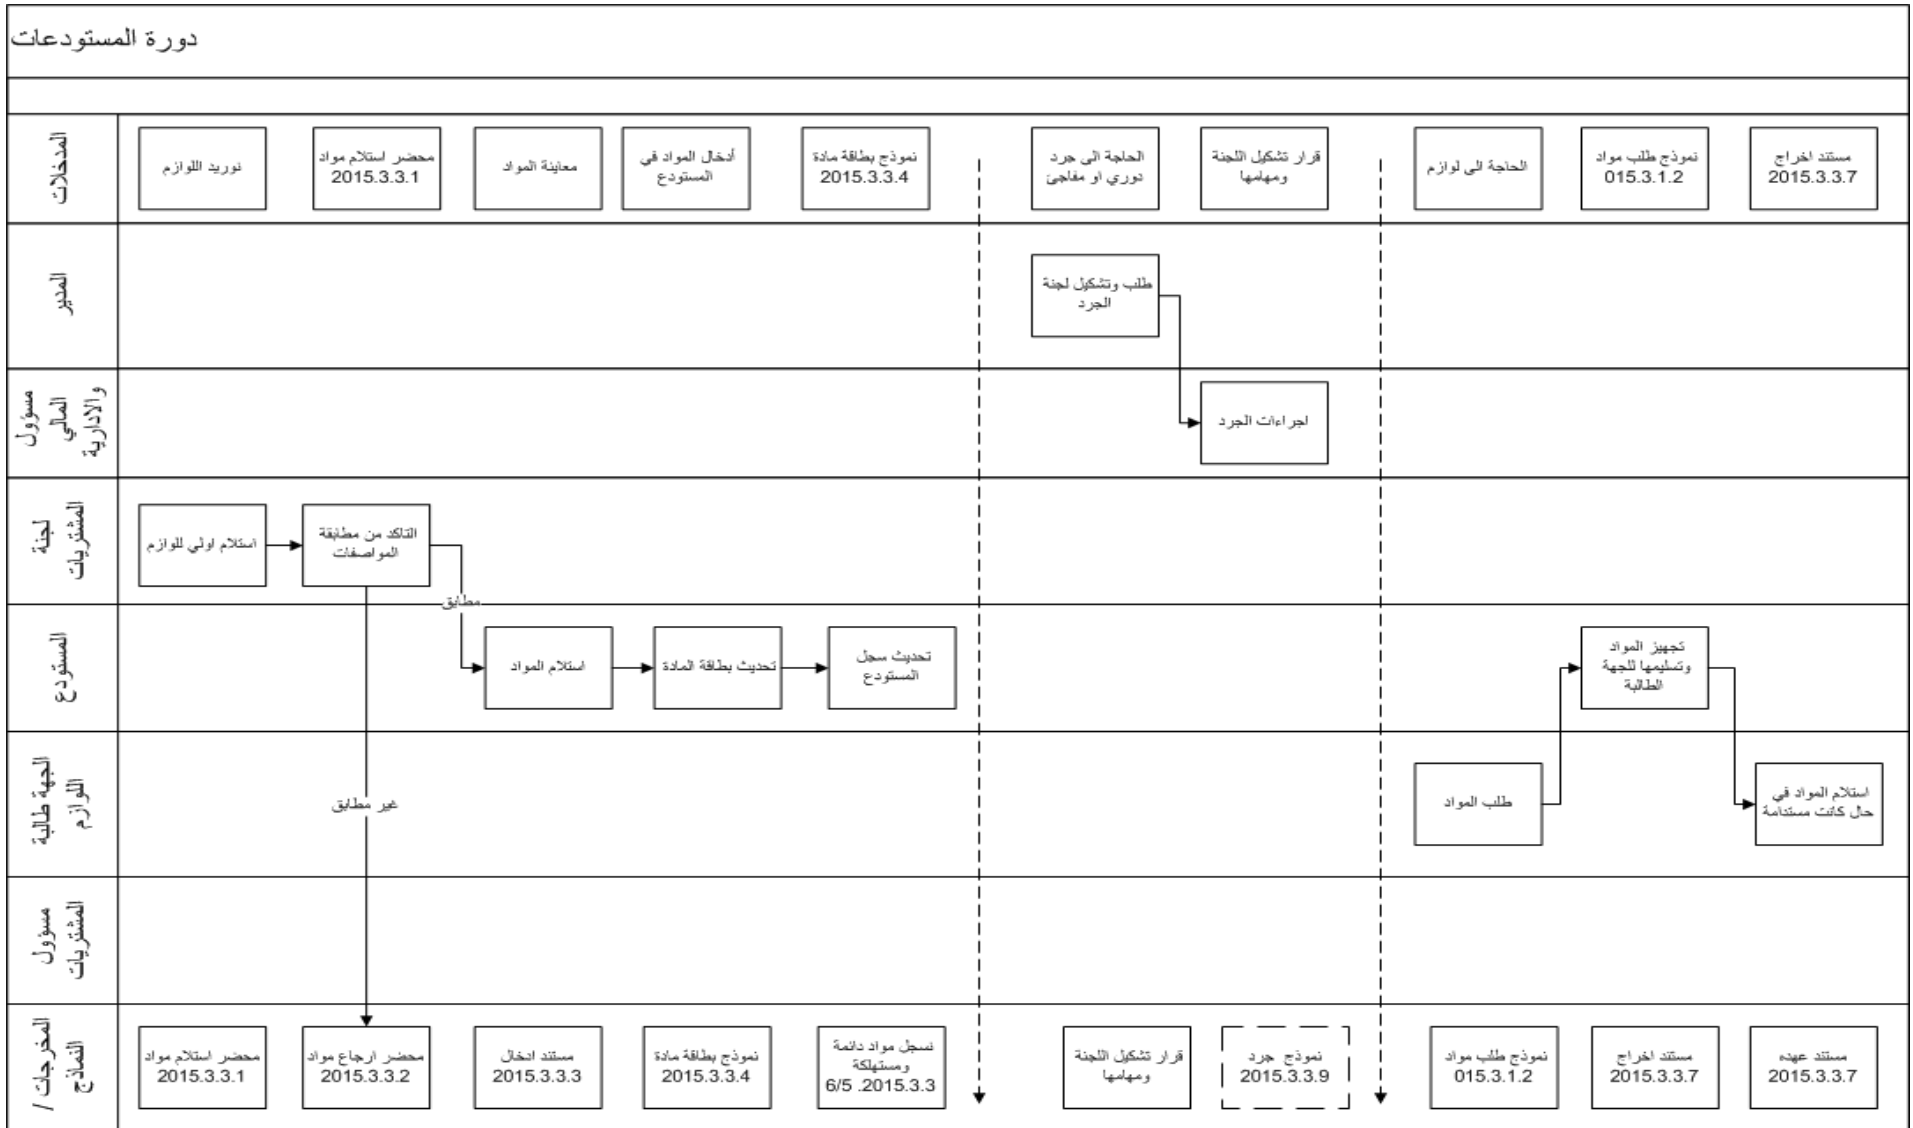 دورة المستودعات
المدخلات
توريد اللوازم
محضر استلام مواد
2015.3.3.1
معاينة المواد
أدخال المواد في
المستودع
نموذج بطاقة مادة
2015.3.3.4
الحاجة الى جرد
دوري او مفاجئ
قرار تشكيل اللجنة
ومهامها
الحاجة الى لوازم
نموذج طلب مواد
015.3.1.2
مستند اخراج
2015.3.3.7
المدير
طلب وتشكيل لجنة
الجرد
مسؤول
المالي
والادارية
اجراءات الجرد
لجنة
المشتريات
استلام اولي للوازم
التاكد من مطابقة
المواصفات
مطابق
المستودع
استلام المواد
تحديث بطاقة المادة
تحديث سجل
المستودع
تجهيز المواد
وتسليمها للجهة
الطالبة
الجهة طالبة
اللوازم
غير مطابق
طلب المواد
استلام المواد في
حال كانت مستدامة
مسؤول
المشتريات
المخرجات /
النماذج
محضر استلام مواد
2015.3.3.1
محضر ارجاع مواد
2015.3.3.2
مستند ادخال
2015.3.3.3
نموذج بطاقة مادة
2015.3.3.4
نسجل مواد دائمة
ومستهلكة
6/5 .2015.3.3
قرار تشكيل اللجنة
ومهامها
نموذج جرد
2015.3.3.9
نموذج طلب مواد
015.3.1.2
مستند اخراج
2015.3.3.7
مستند عهده
2015.3.3.7